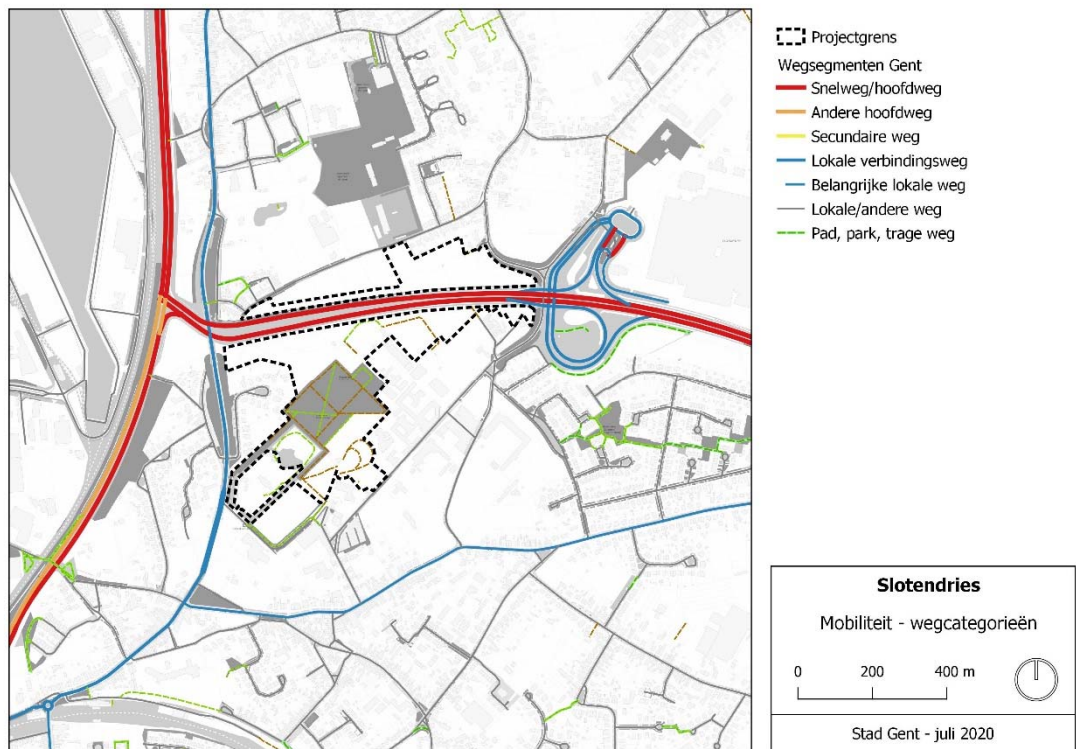 Projectgrens
Wegsegmenten Gent
Snelweg/hoofdweg
Andere hoofdweg
Secundaire weg
Lokale verbindingsweg
Belangrijke lokale weg
Lokale/andere weg
Pad, park, trage weg
Slotendries
Mobiliteit - wegcategorieën
0 200 400 m
Stad Gent - juli 2020